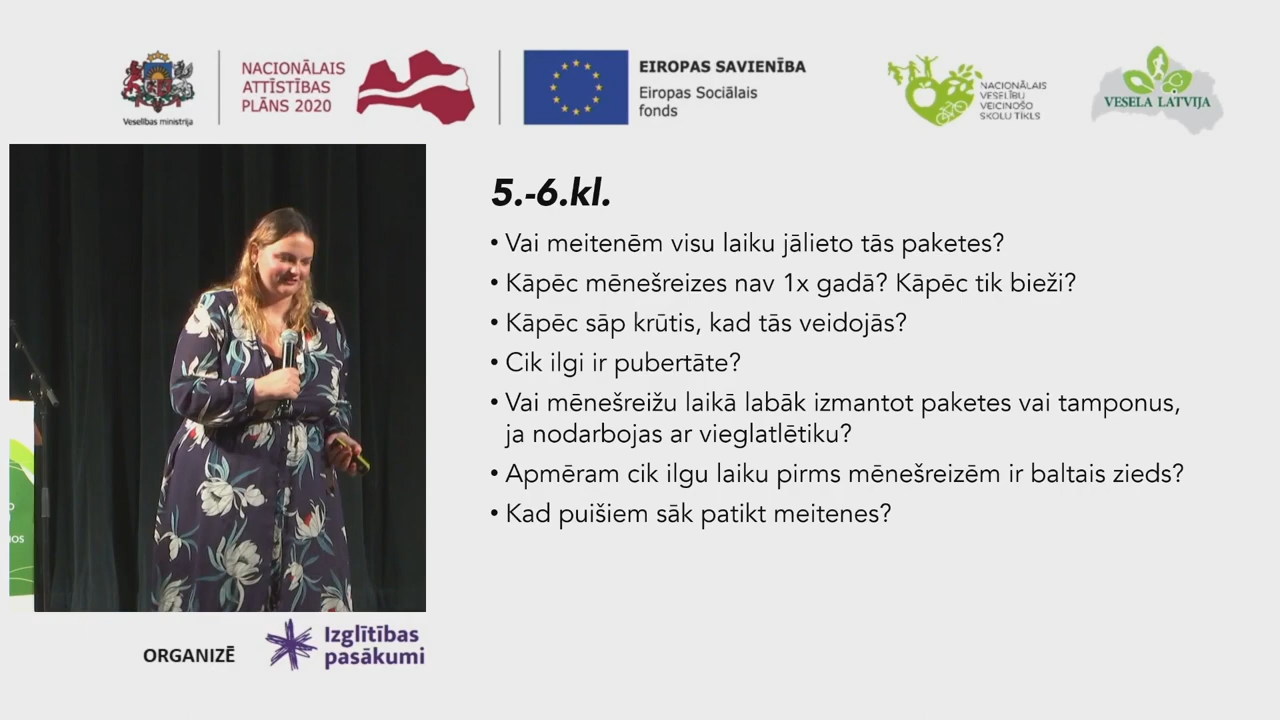 Veselības ministrija
NACIONĀLAIS
ATTĪSTĪBAS
PLĀNS 2020
EIROPAS SAVIENĪBA
Eiropas Sociālais
fonds
NACIONĀLAIS
VESELĪBU
VEICINOŠO
SKOLU TĪKLS
VESELA LATVIJA
5.-6.kl.
• Vai meitenēm visu laiku jālieto tās paketes?
• Kāpēc mēnešreizes nav 1x gadā? Kāpēc tik bieži?
• Kāpēc sāp krūtis, kad tās veidojās?
• Cik ilgi ir pubertāte?
• Vai mēnešreižu laikā labāk izmantot paketes vai tamponus,
ja nodarbojas ar vieglatlētiku?
• Apmēram cik ilgu laiku pirms mēnešreizēm ir baltais zieds?
• Kad puišiem sāk patikt meitenes?
ORGANIZĒ
Izglītības
pasākumi